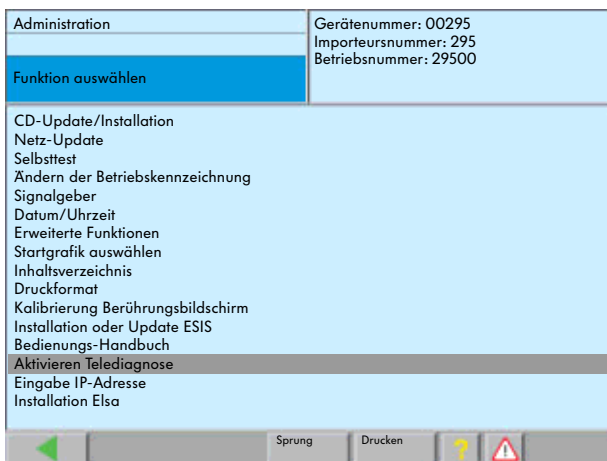 Administration
Funktion auswählen
Gerätenummer: 00295
Importeursnummer: 295
Betriebsnummer: 29500
CD-Update/Installation
Netz-Update
Selbsttest
Ändern der Betriebskennzeichnung
Signalgeber
Datum/Uhrzeit
Erweiterte Funktionen
Startgrafik auswählen
Inhaltsverzeichnis
Druckformat
Kalibrierung Berührungsbildschirm
Installation oder Update ESIS
Bedienungs-Handbuch
Aktivieren Telediagnose
Eingabe IP-Adresse
Installation Elsa
Sprung
Drucken
?